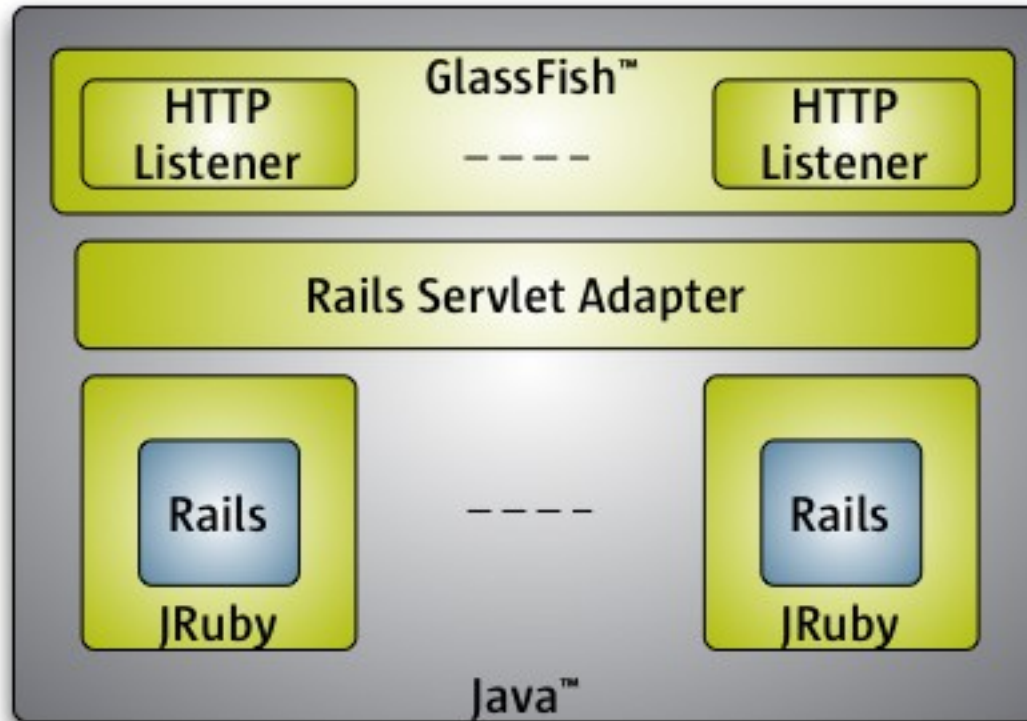 GlassFish™
HTTP
Listener
HTTP
Listener
Rails Servlet Adapter
Rails
JRuby
Rails
JRuby
Java™